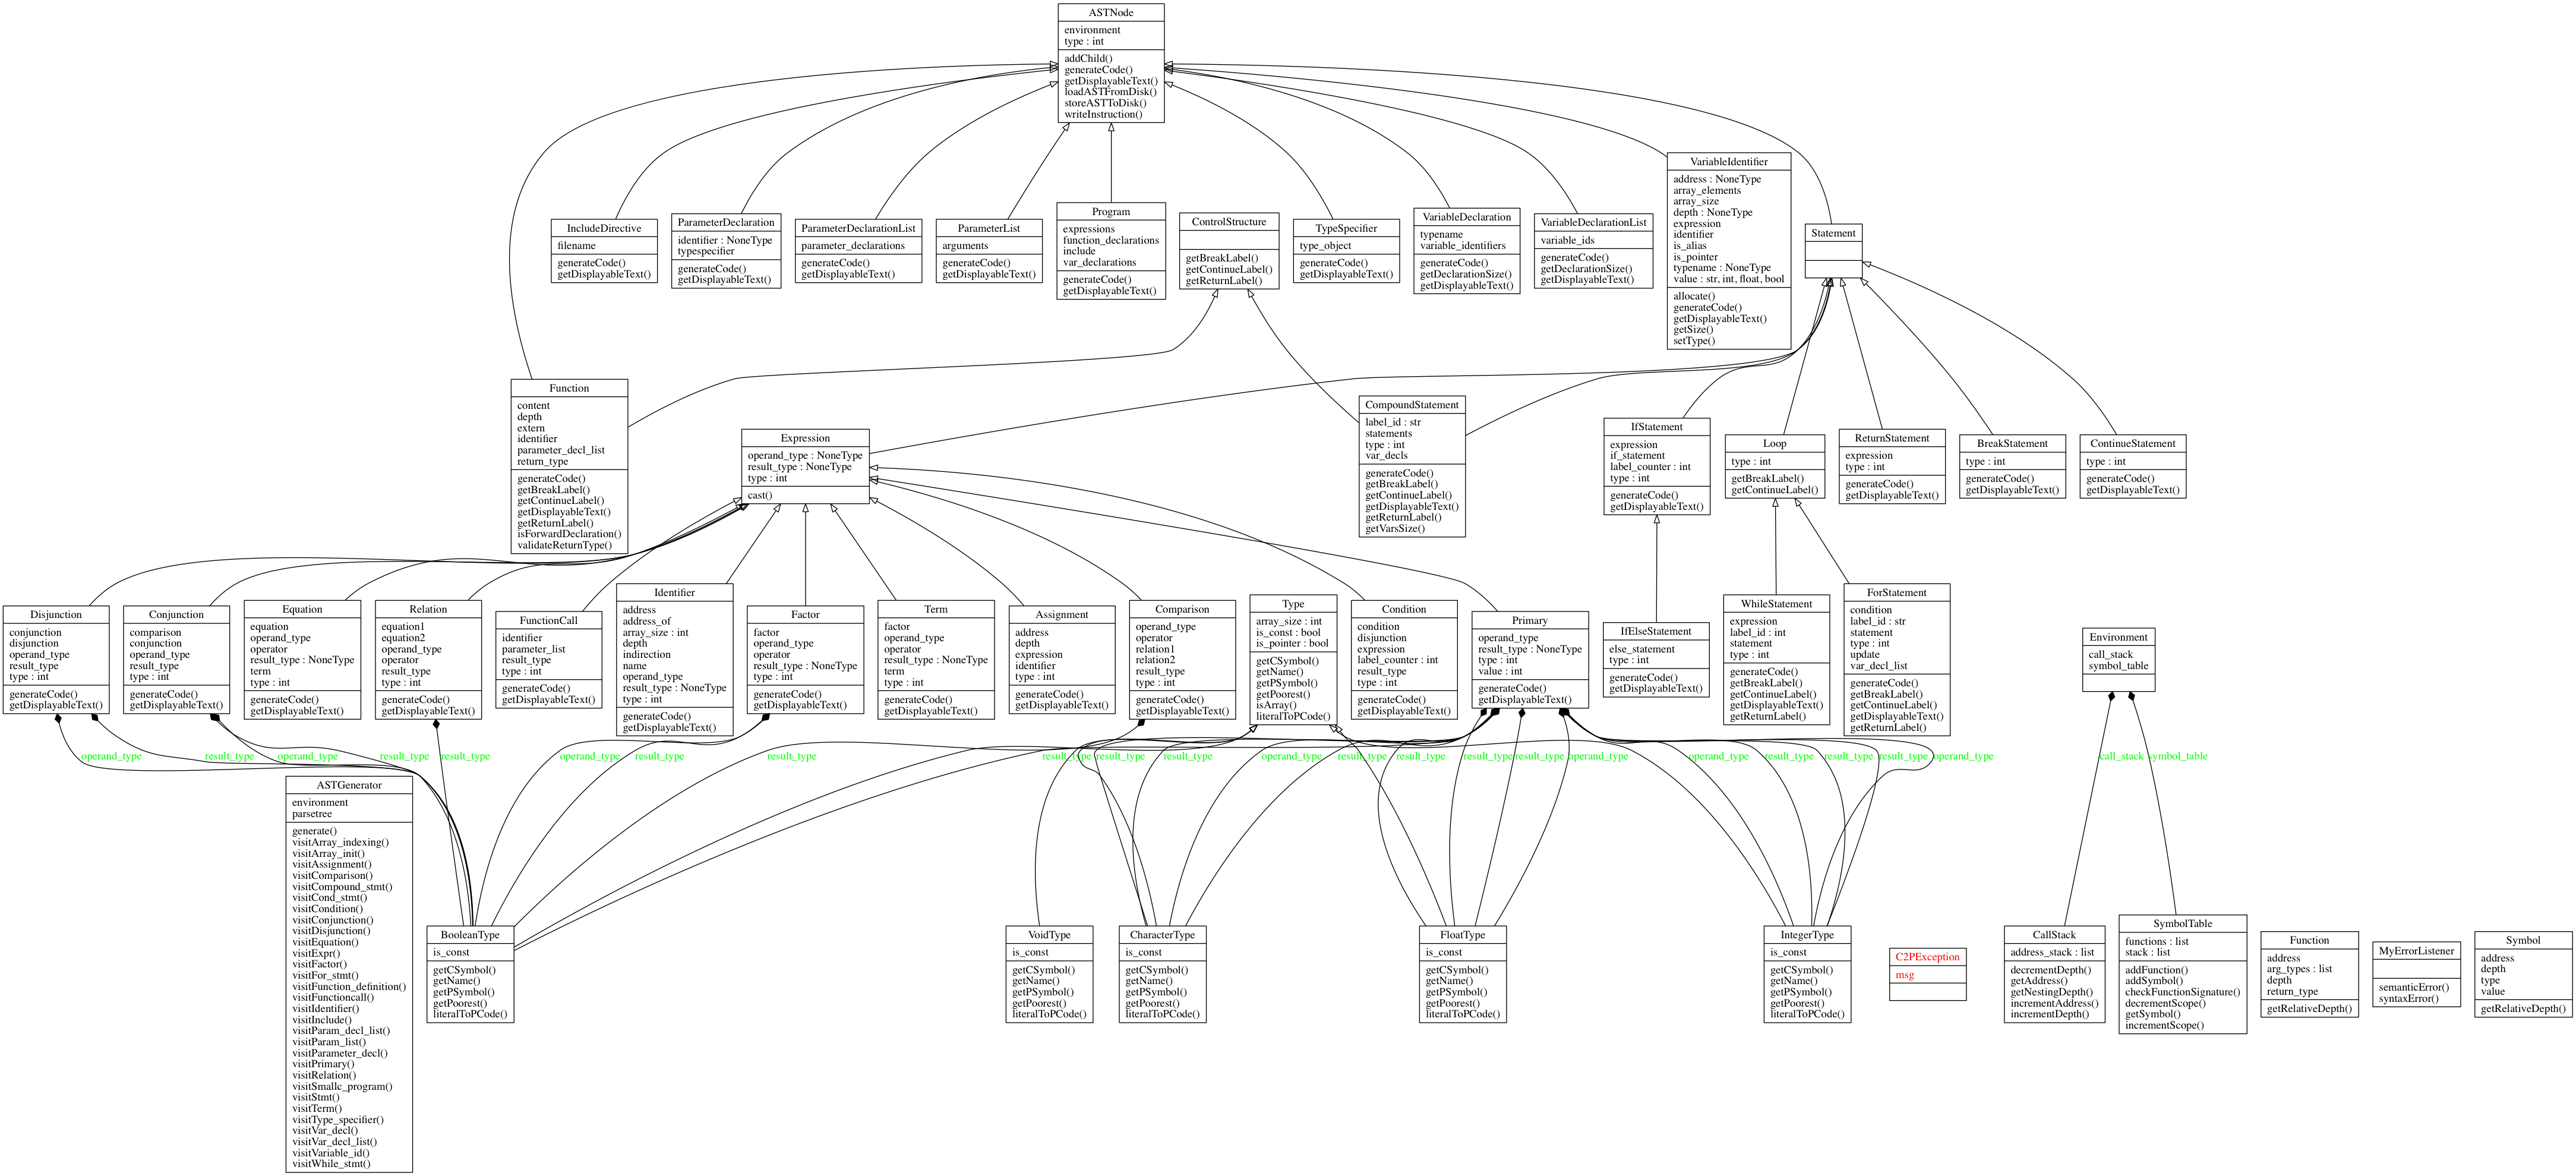 ASTNode
environment
type : int
addChild()
generateCode()
getDisplayableText()
loadASTFromDisk()
storeASTToDisk()
writeInstruction()
IncludeDirective
filename
generateCode()
getDisplayableText()
ParameterDeclaration
identifier : NoneType
typespecifier
generateCode()
getDisplayableText()
ParameterDeclarationList
parameter_declarations
generateCode()
getDisplayableText()
ParameterList
arguments
generateCode()
getDisplayableText()
Program
expressions
function_declarations
include
var_declarations
generateCode()
getDisplayableText()
ControlStructure
getBreakLabel()
getContinueLabel()
getReturnLabel()
TypeSpecifier
type_object
generateCode()
getDisplayableText()
VariableDeclaration
typename
variable_identifiers
generateCode()
getDeclarationSize()
getDisplayableText()
VariableDeclarationList
variable_ids
generateCode()
getDeclarationSize()
getDisplayableText()
VariableIdentifier
address : NoneType
array_elements
array_size
depth : NoneType
expression
identifier
is_alias
is_pointer
typename : NoneType
value : str, int, float, bool
allocate()
generateCode()
getDisplayableText()
getSize()
setType()
Statement
Function
content
depth
extern
identifier
parameter_decl_list
return_type
generateCode()
getBreakLabel()
getContinueLabel()
getDisplayableText()
getReturnLabel()
isForwardDeclaration()
validateReturnType()
Expression
operand_type : NoneType
result_type : NoneType
type : int
cast()
CompoundStatement
label_id : str
statements
type : int
var_decls
generateCode()
getBreakLabel()
getContinueLabel()
getDisplayableText()
getReturnLabel()
getVarsSize()
IfStatement
expression
if_statement
label_counter : int
type : int
generateCode()
getDisplayableText()
Loop
type : int
getBreakLabel()
getContinueLabel()
ReturnStatement
expression
type : int
generateCode()
getDisplayableText()
BreakStatement
type : int
generateCode()
getDisplayableText()
ContinueStatement
type : int
generateCode()
getDisplayableText()
Disjunction
conjunction
disjunction
operand_type
result_type
type : int
generateCode()
getDisplayableText()
Conjunction
comparison
conjunction
operand_type
result_type
type : int
generateCode()
getDisplayableText()
Equation
equation
operand_type
operator
result_type : NoneType
term
type : int
generateCode()
getDisplayableText()
Relation
equation1
equation2
operand_type
operator
result_type
type : int
generateCode()
getDisplayableText()
FunctionCall
identifier
parameter_list
result_type
type : int
generateCode()
getDisplayableText()
Identifier
address
address_of
array_size : int
depth
indirection
name
operand_type
result_type : NoneType
type : int
generateCode()
getDisplayableText()
Factor
factor
operand_type
operator
result_type : NoneType
type : int
generateCode()
getDisplayableText()
Term
factor
operand_type
operator
result_type : NoneType
term
type : int
generateCode()
getDisplayableText()
Assignment
address
depth
expression
identifier
type : int
generateCode()
getDisplayableText()
Comparison
operand_type
operator
relation1
relation2
result_type
type : int
generateCode()
getDisplayableText()
Type
array_size : int
is_const : bool
is_pointer : bool
getCSymbol()
getName()
getPSymbol()
getPoorest()
isArray()
literalToPCode()
Condition
condition
disjunction
expression
label_counter : int
result_type
type : int
generateCode()
getDisplayableText()
Primary
operand_type
result_type : NoneType
type : int
value : int
generateCode()
getDisplayableText()
IfElseStatement
else_statement
type : int
generateCode()
getDisplayableText()
WhileStatement
expression
label_id : int
statement
type : int
generateCode()
getBreakLabel()
getContinueLabel()
getDisplayableText()
getReturnLabel()
ForStatement
condition
label_id : str
statement
type : int
update
var_decl_list
generateCode()
getBreakLabel()
getContinueLabel()
getDisplayableText()
getReturnLabel()
Environment
call_stack
symbol_table
operand_type
result_type
operand_type
result_type
result_type
operand_type
result_type
result_type
result_type
result_type
result_type
operand_type
result_type
result_type
result_type
result_type
operand_type
operand_type
result_type
result_type
result_type
operand_type
call_stack
symbol_table
ASTGenerator
environment
parsetree
generate()
visitArray_indexing()
visitArray_init()
visitAssignment()
visitComparison()
visitCompound_stmt()
visitCond_stmt()
visitCondition()
visitConjunction()
visitDisjunction()
visitEquation()
visitExpr()
visitFactor()
visitFor_stmt()
visitFunction_definition()
visitFunctioncall()
visitIdentifier()
visitInclude()
visitParam_decl_list()
visitParam_list()
visitParameter_decl()
visitPrimary()
visitRelation()
visitSmallc_program()
visitStmt()
visitTerm()
visitType_specifier()
visitVar_decl()
visitVar_decl_list()
visitVariable_id()
visitWhile_stmt()
BooleanType
is_const
getCSymbol()
getName()
getPSymbol()
getPoorest()
literalToPCode()
VoidType
is_const
getCSymbol()
getName()
getPSymbol()
getPoorest()
literalToPCode()
CharacterType
is_const
getCSymbol()
getName()
getPSymbol()
getPoorest()
literalToPCode()
FloatType
is_const
getCSymbol()
getName()
getPSymbol()
getPoorest()
literalToPCode()
IntegerType
is_const
getCSymbol()
getName()
getPSymbol()
getPoorest()
literalToPCode()
C2PException
msg
CallStack
address_stack : list
decrementDepth()
getAddress()
getNestingDepth()
incrementAddress()
incrementDepth()
SymbolTable
functions : list
stack : list
addFunction()
addSymbol()
checkFunctionSignature()
decrementScope()
getSymbol()
incrementScope()
Function
address
arg_types : list
depth
return_type
getRelativeDepth()
MyErrorListener
semanticError()
syntaxError()
Symbol
address
depth
type
value
getRelativeDepth()